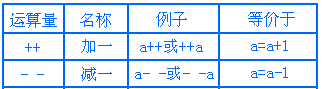 运算量 名称 例子 等价于
++ 加一 a++或++a a=a+1
- - 减一 a- -或- -a a=a-1